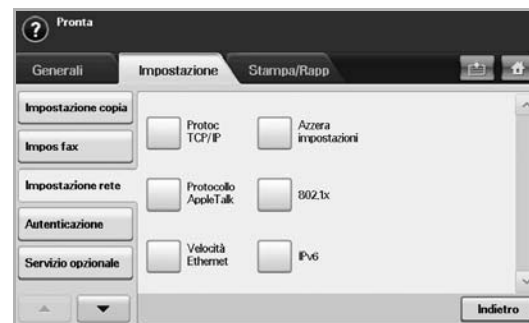 Pronta
Generali
Impostazione
Stampa/Rapp
Impostazione copia
Impos fax
Impostazione rete
Autenticazione
Servizio opzionale
Protoc
TCP/IP
Azzera
impostazioni
Protocollo
AppleTalk
802.1x
Velocità
Ethernet
IPv6
Indietro